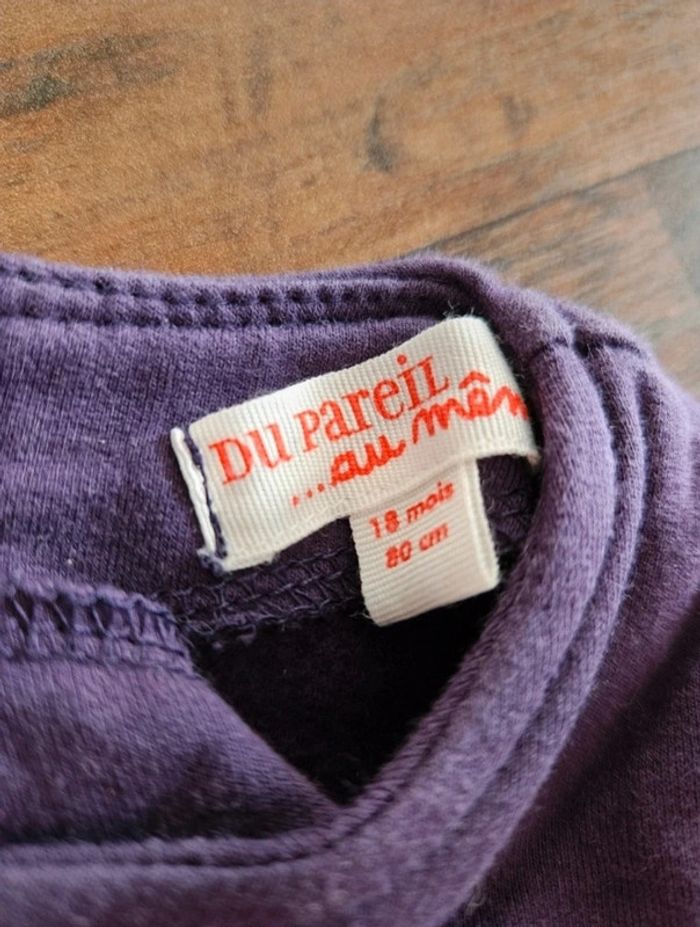 DU PareiL
...au mêm
18 mois
80 cm